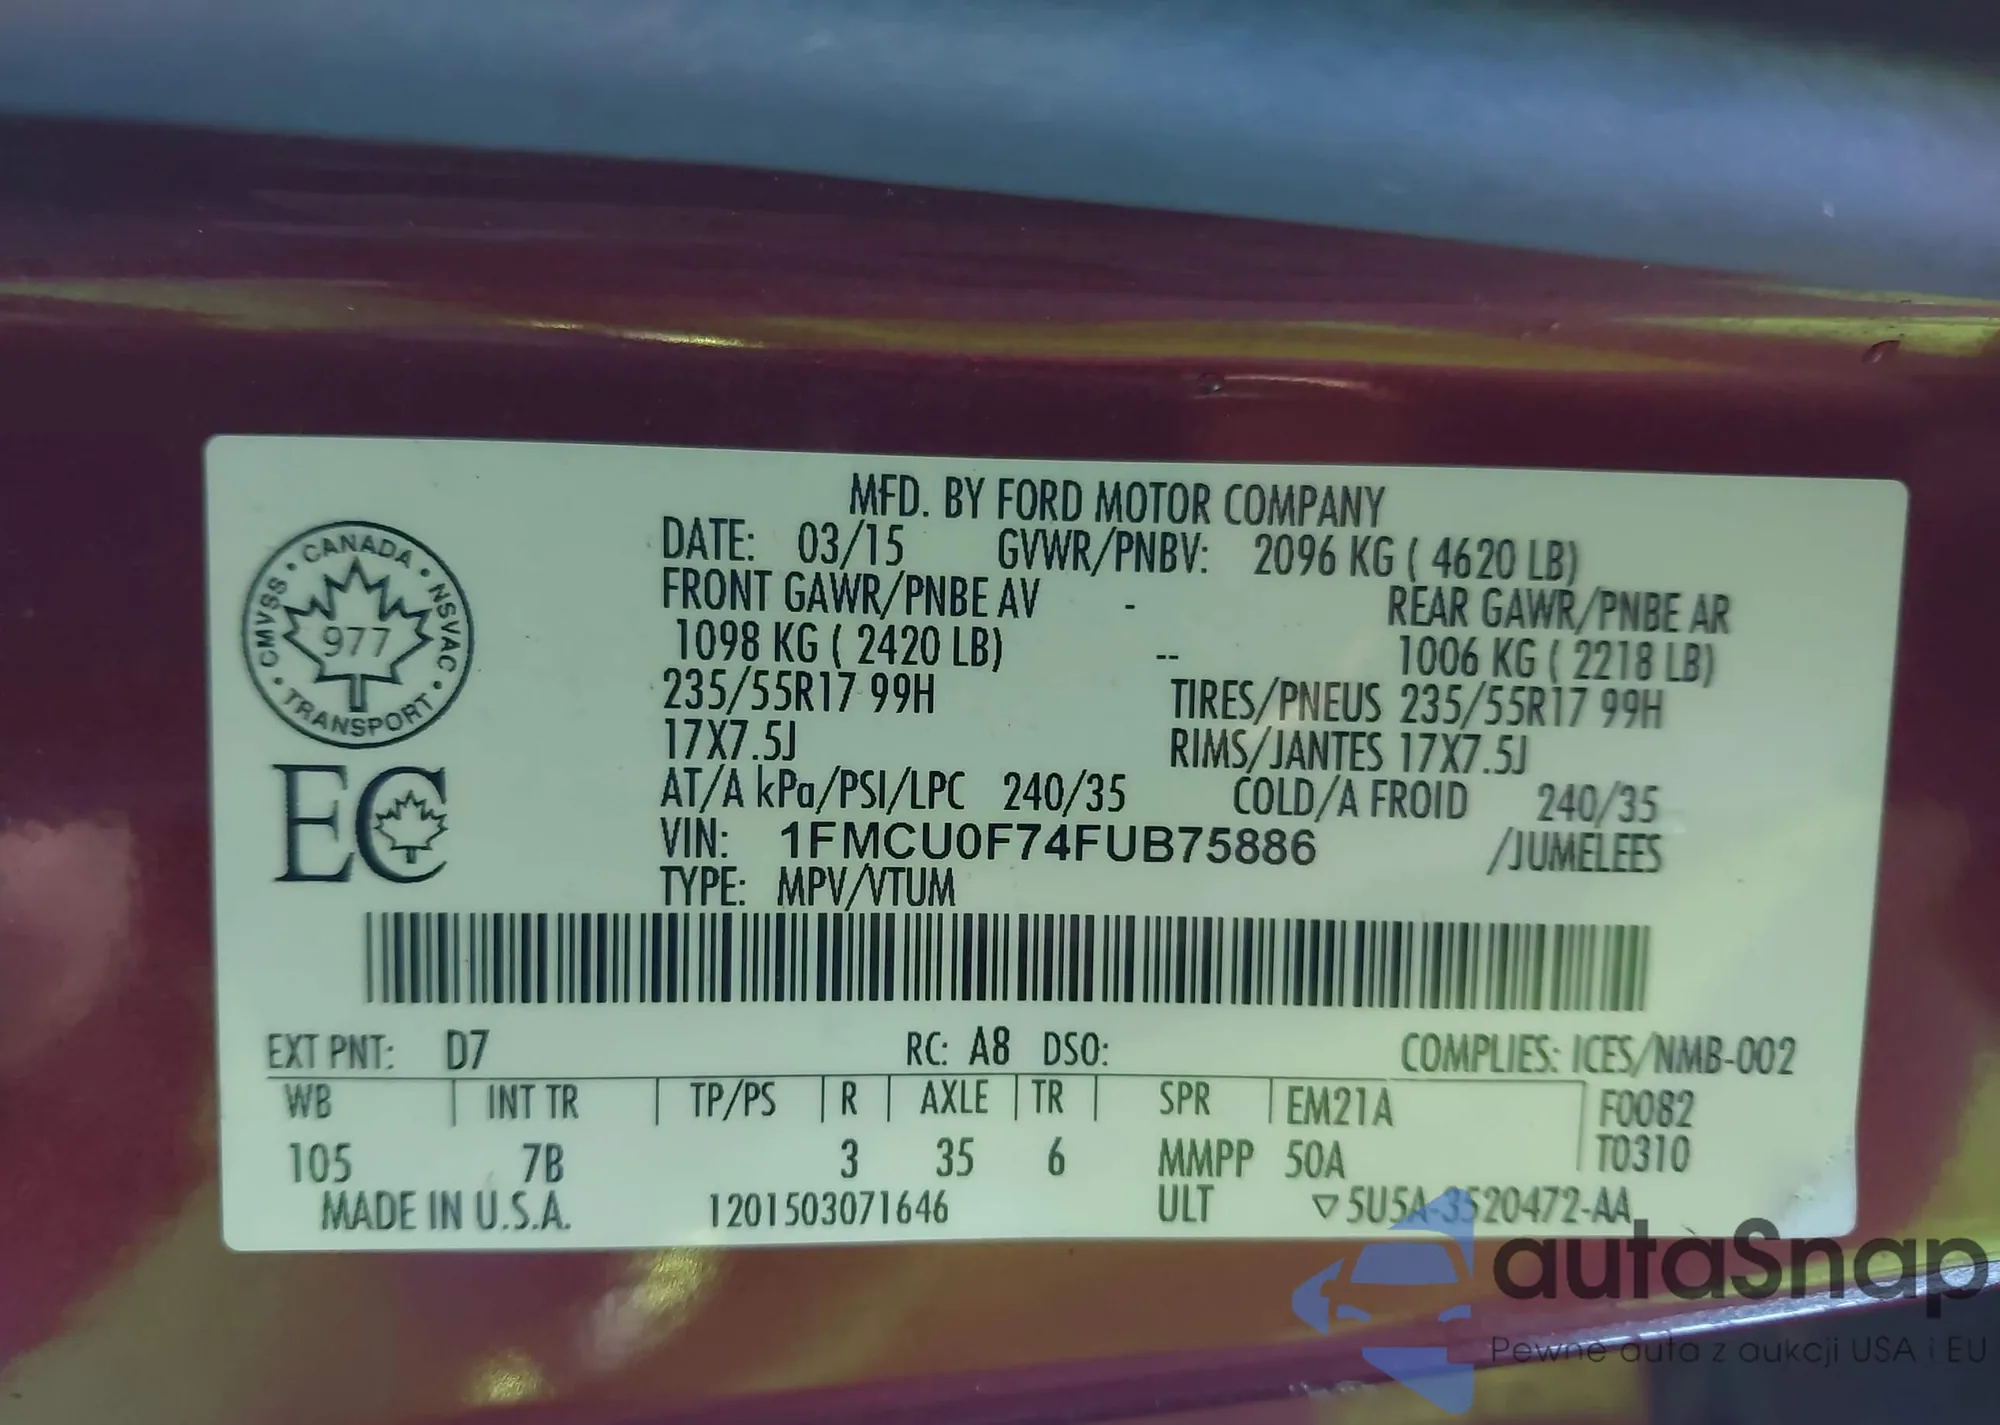 MFD. BY FORD MOTOR COMPANY
DATE: 03/15 GVWR/PNBV: 2096 KG ( 4620 LB)
FRONT GAWR/PNBE AV - REAR GAWR/PNBE AR
1098 KG ( 2420 LB) -- 1006 KG ( 2218 LB)
235/55R17 99H TIRES/PNEUS 235/55R17 99H
17X7.5J RIMS/JANTES 17X7.5J
AT/A kPa/PSI/LPC 240/35 COLD/A FROID 240/35
VIN: 1FMCU0F74FUB75886 /JUMELEES
TYPE: MPV/VTUM
CANADA · NSVAC · TRANSPORT · CMVSS ·
977
EC
EXT PNT: D7 RC: A8 DSO: COMPLIES: ICES/NMB-002
WB | INT TR | TP/PS | R | AXLE | TR | SPR | EM21A F0082
105 7B 3 35 6 MMPP 50A T0310
MADE IN U.S.A. 1201503071646 ULT ▽5U5A-3520472-AA
autaSnap
Pewne auta z aukcji USA i EU